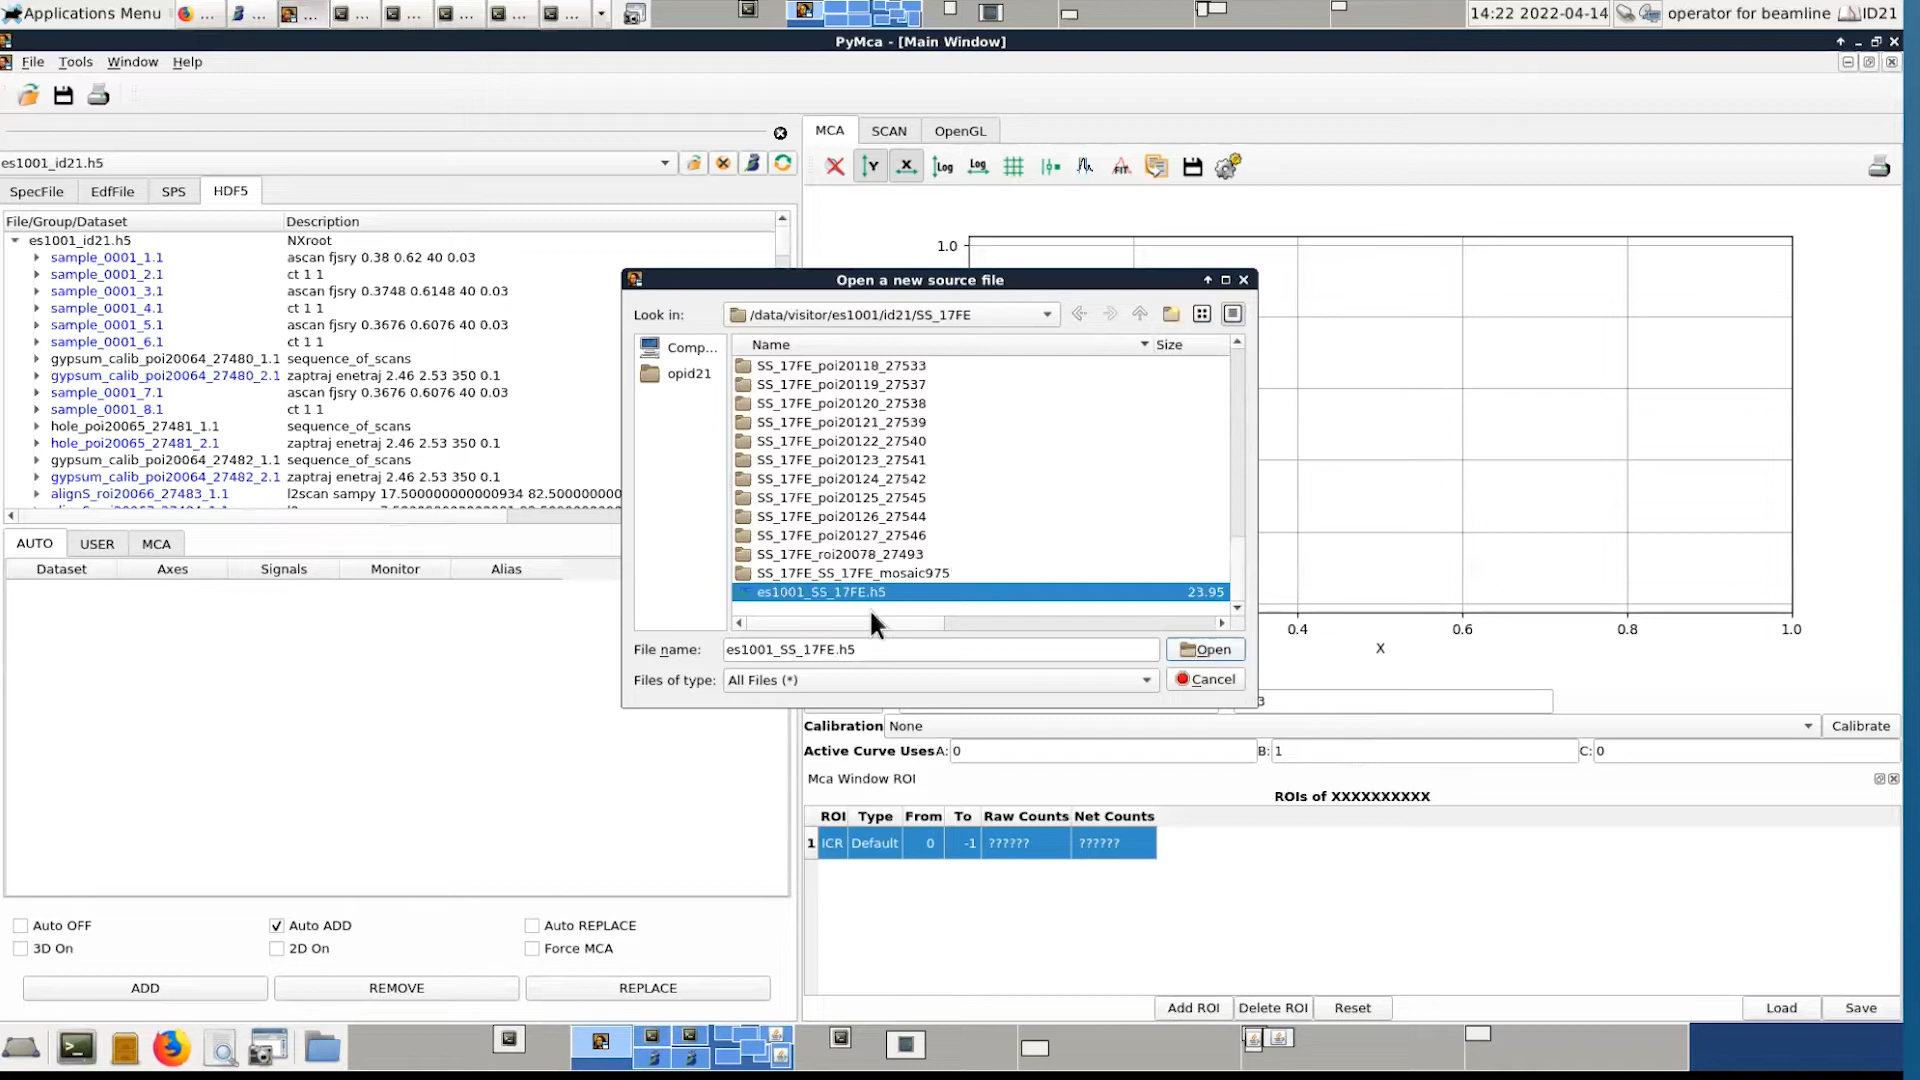 Applications Menu
14:22 2022-04-14
operator for beamline
ID21
PyMca - [Main Window]
File Tools Window Help
es1001_id21.h5
SpecFile EdfFile SPS HDF5
File/Group/Dataset Description
es1001_id21.h5 NXroot
sample_0001_1.1 ascan fjsry 0.38 0.62 40 0.03
sample_0001_2.1 ct 1 1
sample_0001_3.1 ascan fjsry 0.3748 0.6148 40 0.03
sample_0001_4.1 ct 1 1
sample_0001_5.1 ascan fjsry 0.3676 0.6076 40 0.03
sample_0001_6.1 ct 1 1
gypsum_calib_poi20064_27480_1.1 sequence_of_scans
gypsum_calib_poi20064_27480_2.1 zaptraj enetraj 2.46 2.53 350 0.1
sample_0001_7.1 ascan fjsry 0.3676 0.6076 40 0.03
sample_0001_8.1 ct 1 1
hole_poi20065_27481_1.1 sequence_of_scans
hole_poi20065_27481_2.1 zaptraj enetraj 2.46 2.53 350 0.1
gypsum_calib_poi20064_27482_1.1 sequence_of_scans
gypsum_calib_poi20064_27482_2.1 zaptraj enetraj 2.46 2.53 350 0.1
alignS_roi20066_27483_1.1 l2scan sampy 17.500000000000934 82.500000000
AUTO USER MCA
Dataset Axes Signals Monitor Alias
Auto OFF Auto ADD Auto REPLACE
3D On 2D On Force MCA
ADD REMOVE REPLACE
MCA SCAN OpenGL
Log Log FIT
1.0
0.4 0.6 0.8 1.0
X
Open a new source file
Look in: /data/visitor/es1001/id21/SS_17FE
Comp...
opid21
Name Size
SS_17FE_poi20118_27533
SS_17FE_poi20119_27537
SS_17FE_poi20120_27538
SS_17FE_poi20121_27539
SS_17FE_poi20122_27540
SS_17FE_poi20123_27541
SS_17FE_poi20124_27542
SS_17FE_poi20125_27545
SS_17FE_poi20126_27544
SS_17FE_poi20127_27546
SS_17FE_roi20078_27493
SS_17FE_SS_17FE_mosaic975
es1001_SS_17FE.h5 23.95
File name: es1001_SS_17FE.h5 Open
Files of type: All Files (*) Cancel
3
Calibration None Calibrate
Active Curve Uses A: 0 B: 1 C: 0
Mca Window ROI
ROIs of XXXXXXXXXX
ROI Type From To Raw Counts Net Counts
1 ICR Default 0 -1 ?????? ??????
Add ROI Delete ROI Reset Load Save